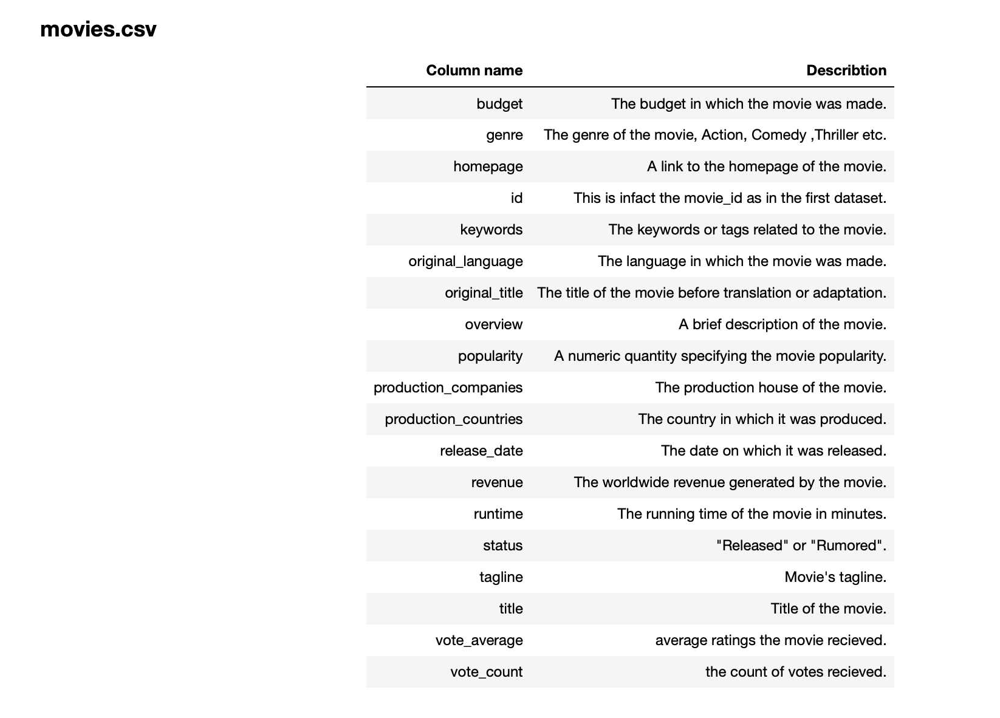 movies.csv
Column name Describtion
budget The budget in which the movie was made.
genre The genre of the movie, Action, Comedy ,Thriller etc.
homepage A link to the homepage of the movie.
id This is infact the movie_id as in the first dataset.
keywords The keywords or tags related to the movie.
original_language The language in which the movie was made.
original_title The title of the movie before translation or adaptation.
overview A brief description of the movie.
popularity A numeric quantity specifying the movie popularity.
production_companies The production house of the movie.
production_countries The country in which it was produced.
release_date The date on which it was released.
revenue The worldwide revenue generated by the movie.
runtime The running time of the movie in minutes.
status "Released" or "Rumored".
tagline Movie's tagline.
title Title of the movie.
vote_average average ratings the movie recieved.
vote_count the count of votes recieved.